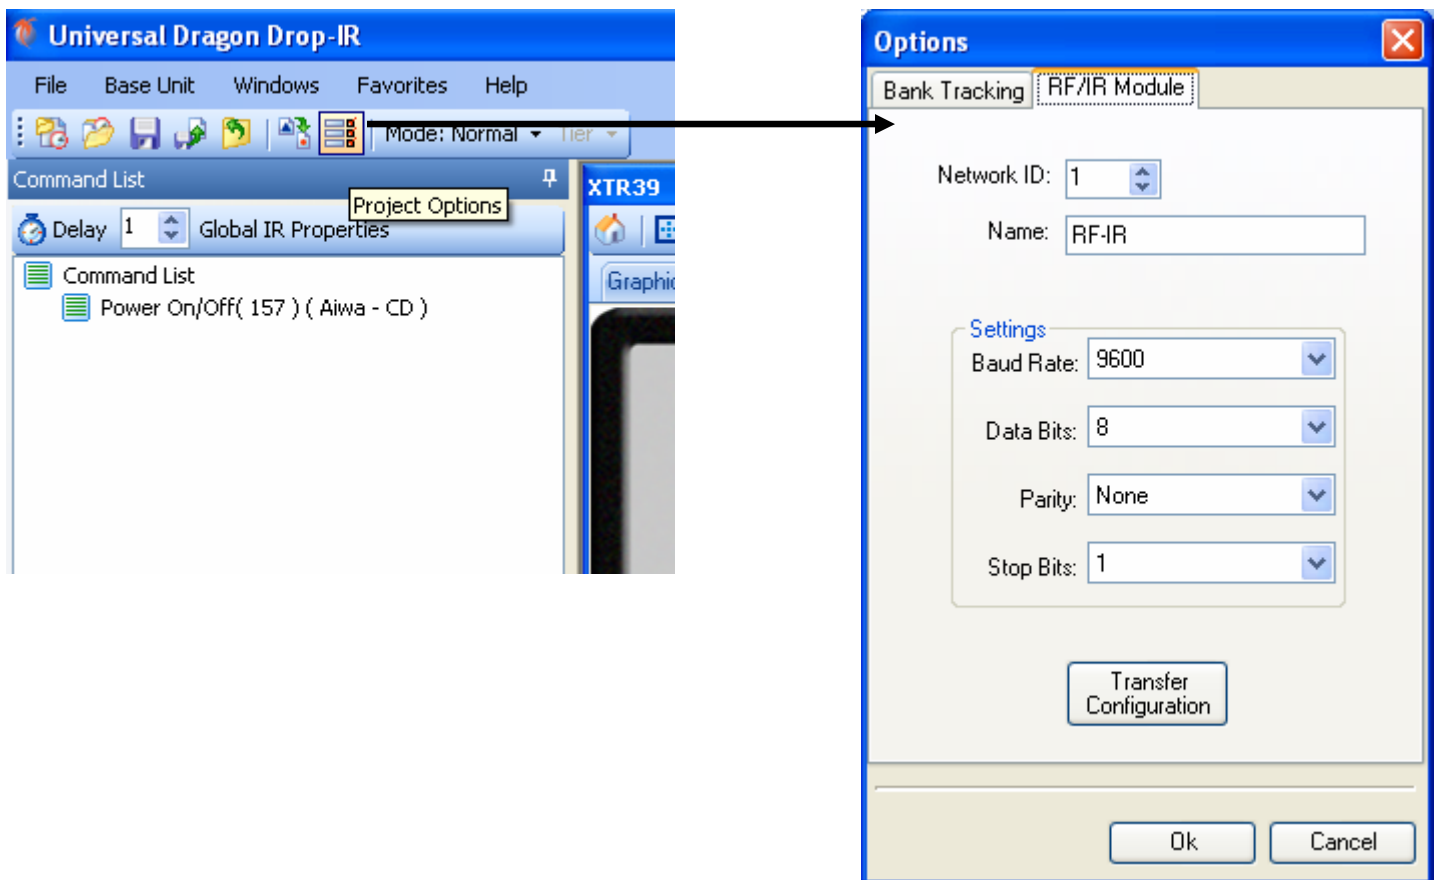 Universal Dragon Drop-IR
File Base Unit Windows Favorites Help
Mode: Normal Tier
Command List
Project Options
Delay 1 Global IR Properties
Command List
Power On/Off( 157 ) ( Aiwa - CD )
XTR39
Graphic
Options
Bank Tracking RF/IR Module
Network ID: 1
Name: RF-IR
Settings
Baud Rate: 9600
Data Bits: 8
Parity: None
Stop Bits: 1
Transfer
Configuration
Ok Cancel